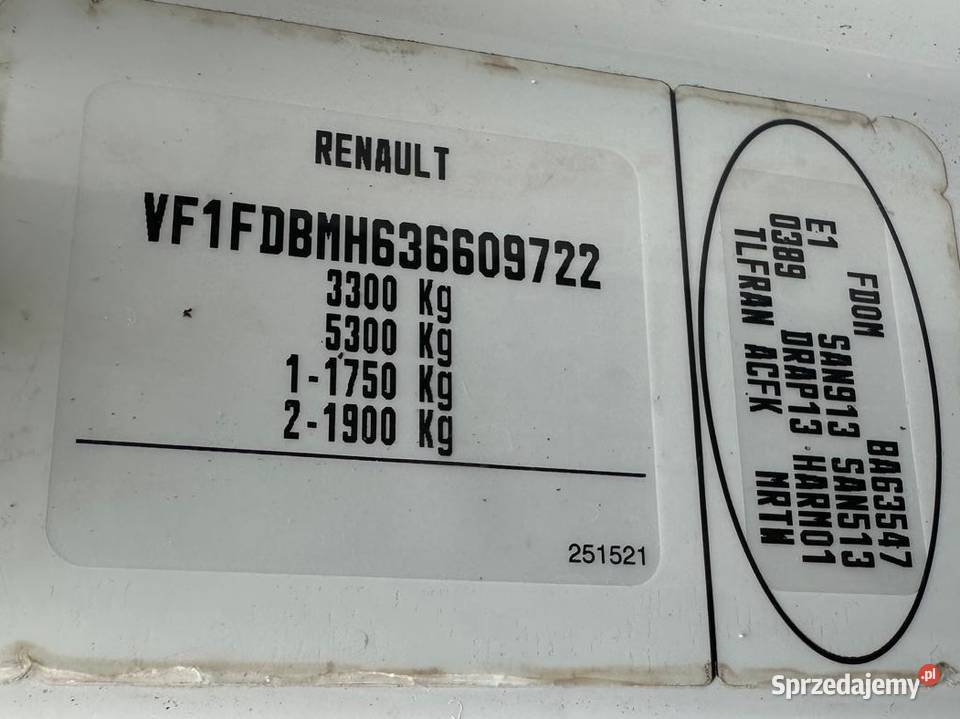 RENAULT
VF1FDBMH636609722
3300 Kg
5300 Kg
1-1750 Kg
2-1900 Kg
251521
FDOM BA63547
E1 SAN913 SAN513
0389 DRAP13 HARM01
TLFRAN ACFK MRTM
Sprzedajemy.pl